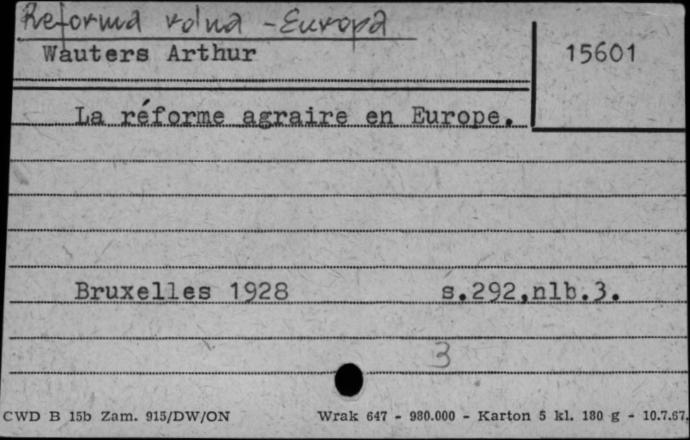 Reforma rolna - Europa
Wauters Arthur
15601
La réforme agraire en Europe.
Bruxelles 1928 s.292,nlb.3.
3
CWD B 15b Zam. 915/DW/ON Wrak 647 - 980.000 - Karton 5 kl. 180 g - 10.7.67.